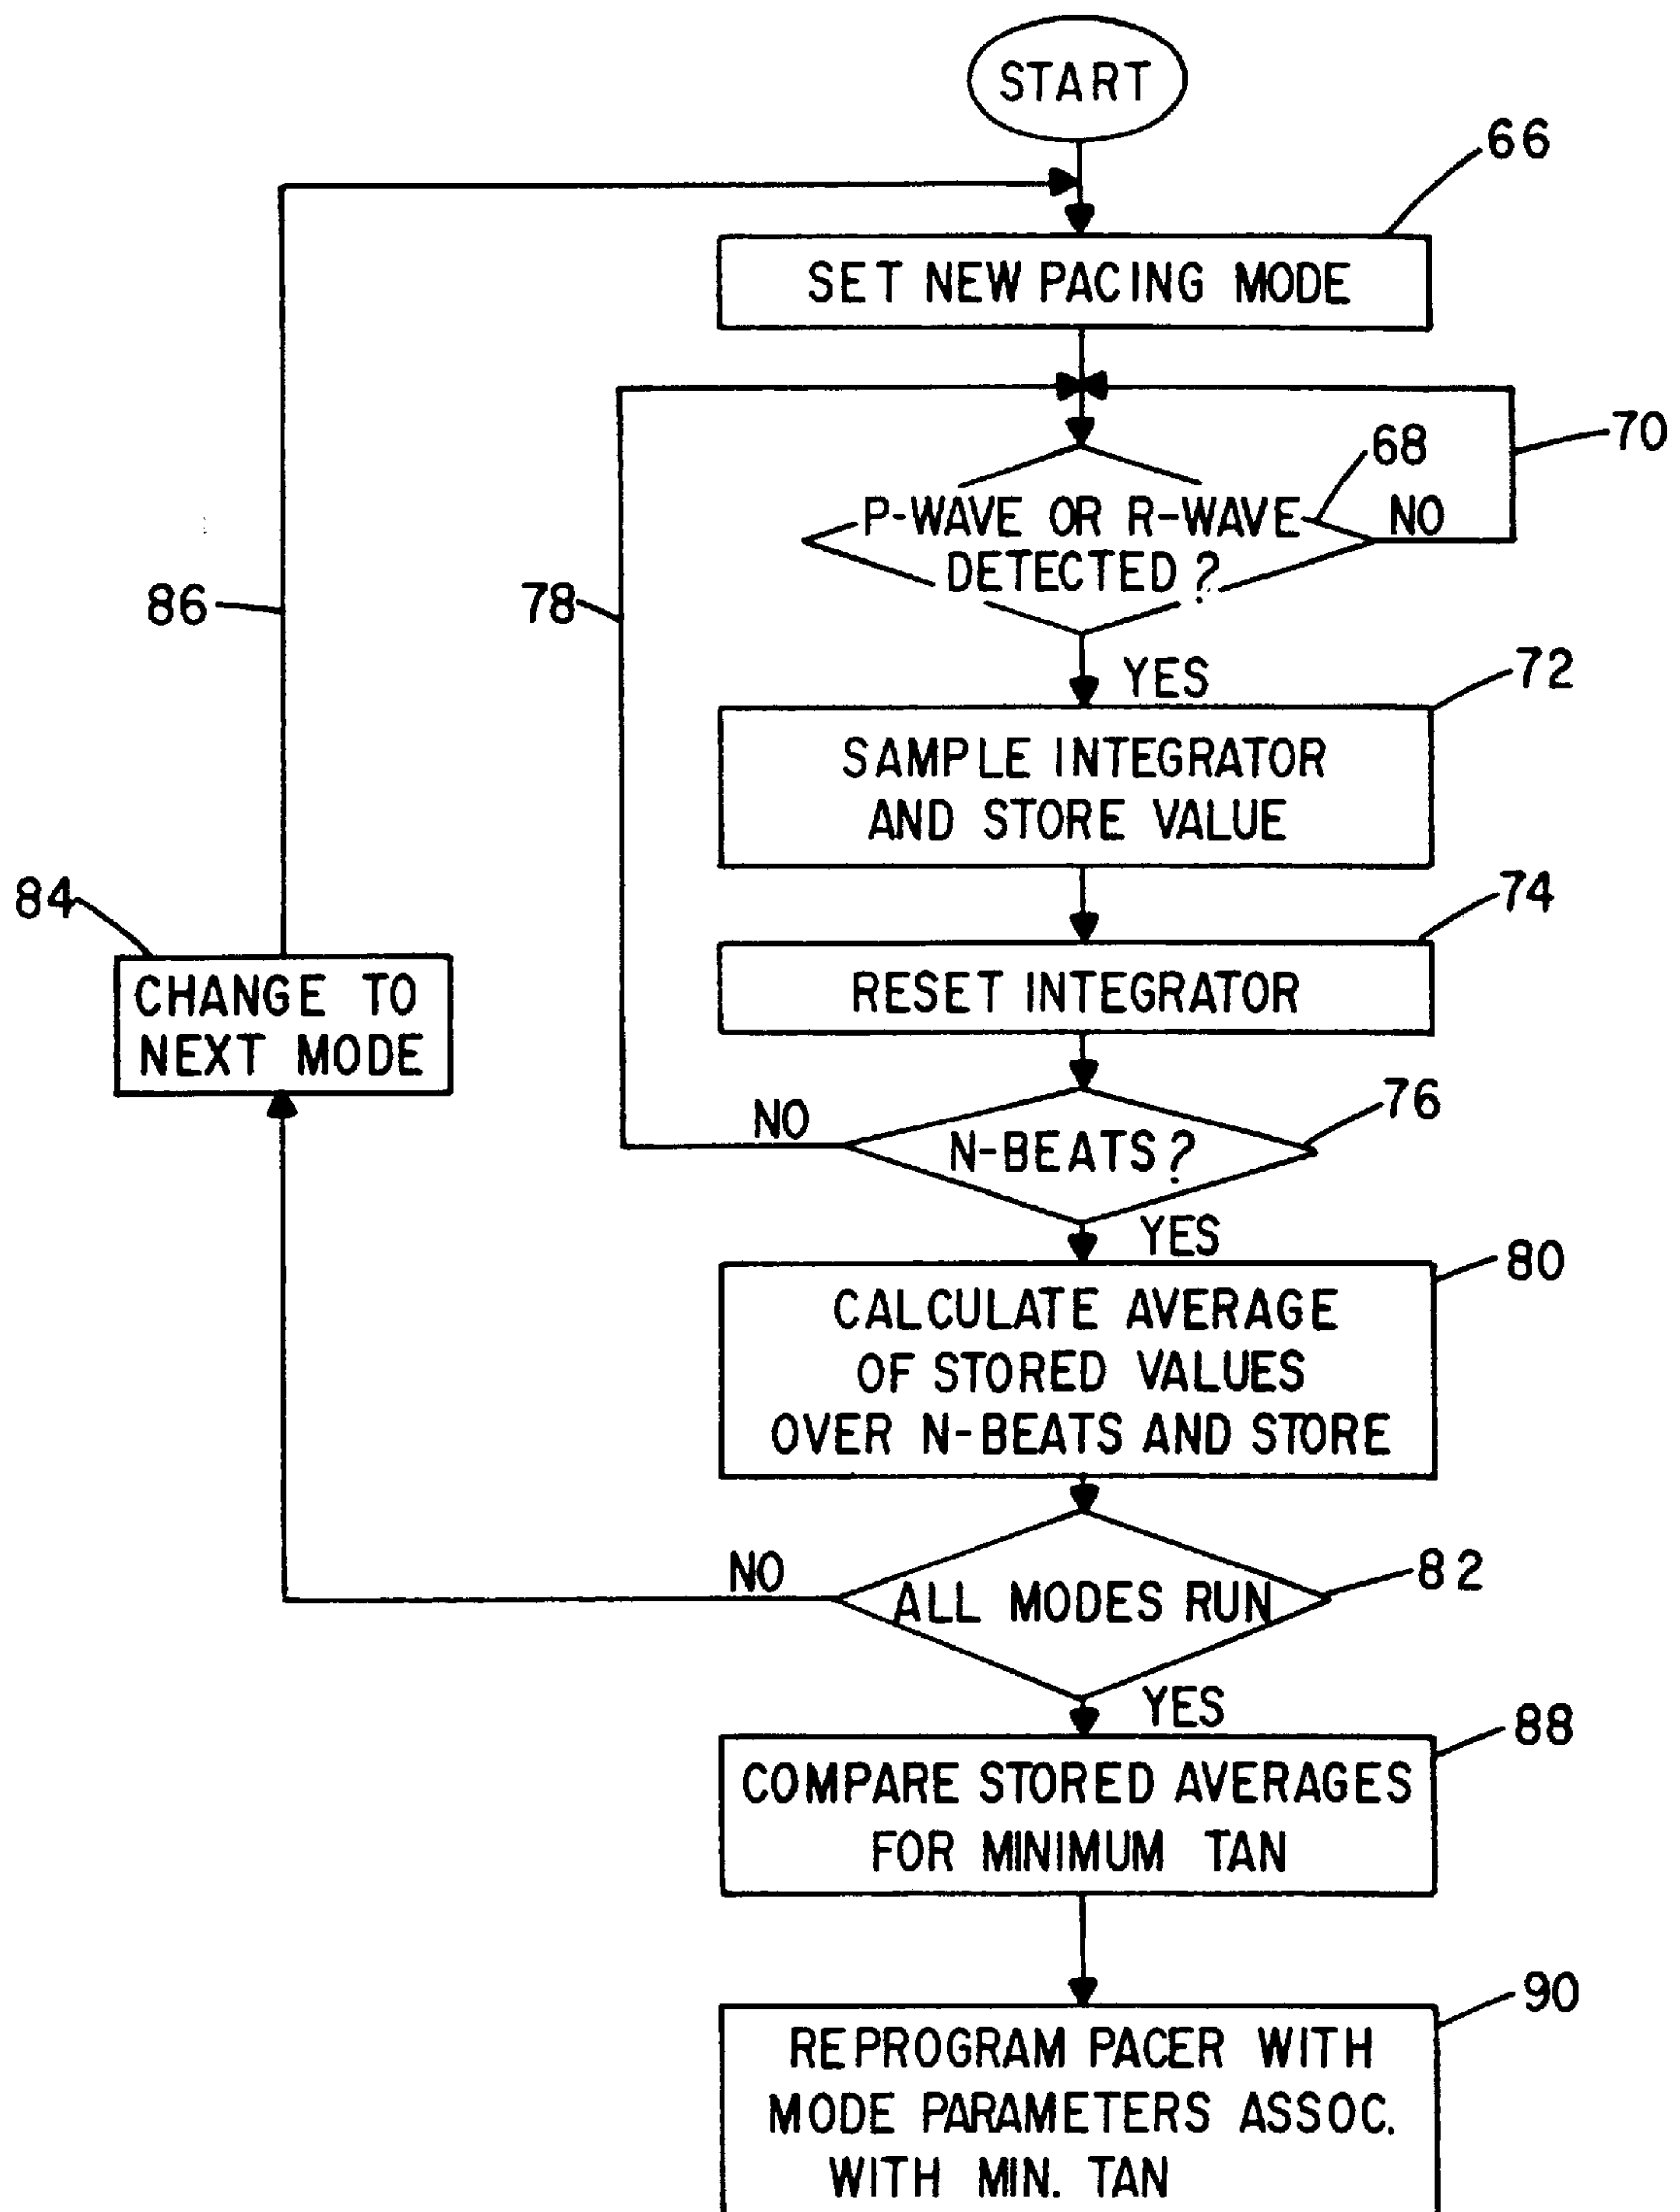 START
66
SET NEW PACING MODE
70
68
P-WAVE OR R-WAVE
DETECTED?
NO
86
78
YES
72
SAMPLE INTEGRATOR
AND STORE VALUE
84
74
CHANGE TO
NEXT MODE
RESET INTEGRATOR
76
NO
N-BEATS?
YES
80
CALCULATE AVERAGE
OF STORED VALUES
OVER N-BEATS AND STORE
NO
82
ALL MODES RUN
YES
88
COMPARE STORED AVERAGES
FOR MINIMUM TAN
90
REPROGRAM PACER WITH
MODE PARAMETERS ASSOC.
WITH MIN. TAN